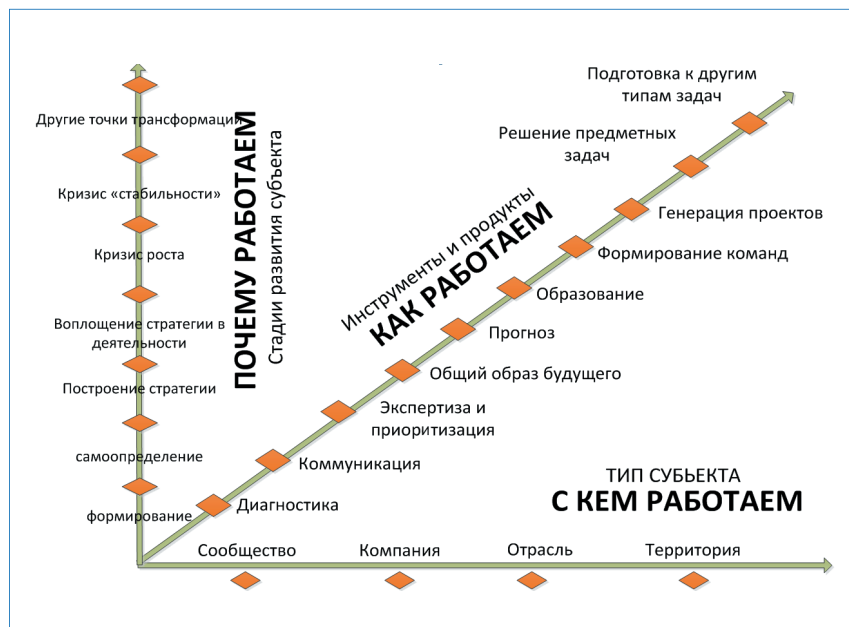 Другие точки трансформации
Кризис «стабильности»
Кризис роста
Воплощение стратегии в
деятельности
Построение стратегии
самоопределение
формирование
ПОЧЕМУ РАБОТАЕМ
Стадии развития субъекта
Инструменты и продукты
КАК РАБОТАЕМ
Подготовка к другим
типам задач
Решение предметных
задач
Генерация проектов
Формирование команд
Образование
Прогноз
Общий образ будущего
Экспертиза и
приоритизация
Коммуникация
Диагностика
ТИП СУБЬЕКТА
С КЕМ РАБОТАЕМ
Сообщество
Компания
Отрасль
Территория